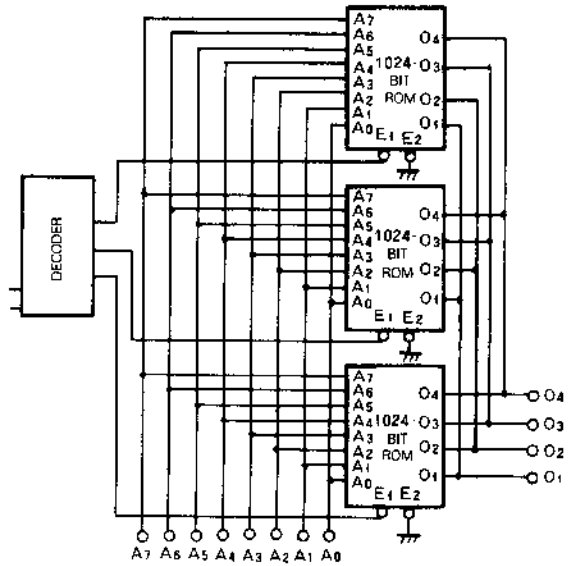 A7
A6
A5
A4
A3
A2
A1
A0
1024-
BIT
ROM
O4
O3
O2
O1
E1 E2
DECODER
A7
A6
A5
A4
A3
A2
A1
A0
1024-
BIT
ROM
O4
O3
O2
O1
E1 E2
A7
A6
A5
A4
A3
A2
A1
A0
1024-
BIT
ROM
O4
O3
O2
O1
E1 E2
O4
O3
O2
O1
A7 A6 A5 A4 A3 A2 A1 A0